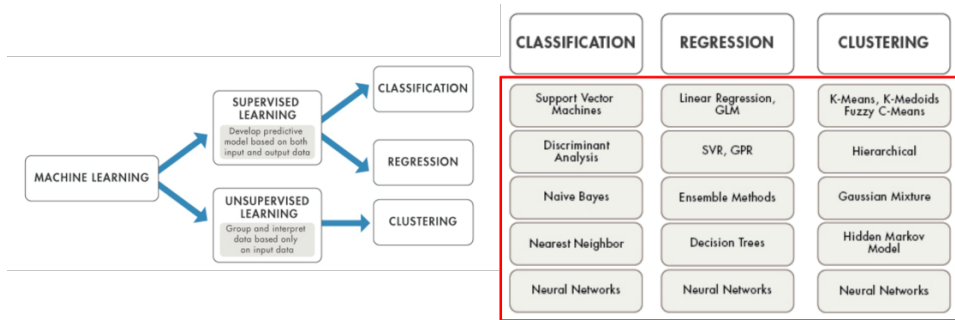 MACHINE LEARNING
SUPERVISED
LEARNING
Develop predictive
model based on both
input and output data
UNSUPERVISED
LEARNING
Group and interpret
data based only
on input data
CLASSIFICATION
REGRESSION
CLUSTERING
CLASSIFICATION
REGRESSION
CLUSTERING
Support Vector
Machines
Linear Regression,
GLM
K-Means, K-Medoids
Fuzzy C-Means
Discriminant
Analysis
SVR, GPR
Hierarchical
Naive Bayes
Ensemble Methods
Gaussian Mixture
Nearest Neighbor
Decision Trees
Hidden Markov
Model
Neural Networks
Neural Networks
Neural Networks